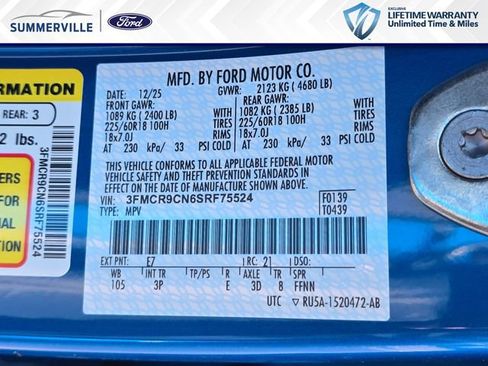 SUMMERVILLE
Ford
EXCLUSIVE
LIFETIME WARRANTY
Unlimited Time & Miles
FORMATION
REAR: 3
2 lbs.
ERS
NAL
ATION
3FMCR9CN6SRF75524
MFD. BY FORD MOTOR CO.
DATE: 12/25 GVWR: 2123 KG ( 4680 LB)
FRONT GAWR: REAR GAWR:
1089 KG ( 2400 LB) WITH 1082 KG ( 2385 LB) WITH
225/60R18 100H TIRES 225/60R18 100H TIRES
18x7.0J RIMS 18x7.0J RIMS
AT 230 kPa/ 33 PSI COLD AT 230 kPa/ 33 PSI COLD
THIS VEHICLE CONFORMS TO ALL APPLICABLE FEDERAL MOTOR
VEHICLE SAFETY, BUMPER, AND THEFT PREVENTION STANDARDS IN
EFFECT ON THE DATE OF MANUFACTURE SHOWN ABOVE.
VIN: 3FMCR9CN6SRF75524 F0139
TYPE: MPV T0439
EXT PNT: E7 RC: 21 DSO:
WB INT TR TP/PS R AXLE TR SPR
105 3P E 3D 8 FFNN
UTC RU5A-1520472-AB